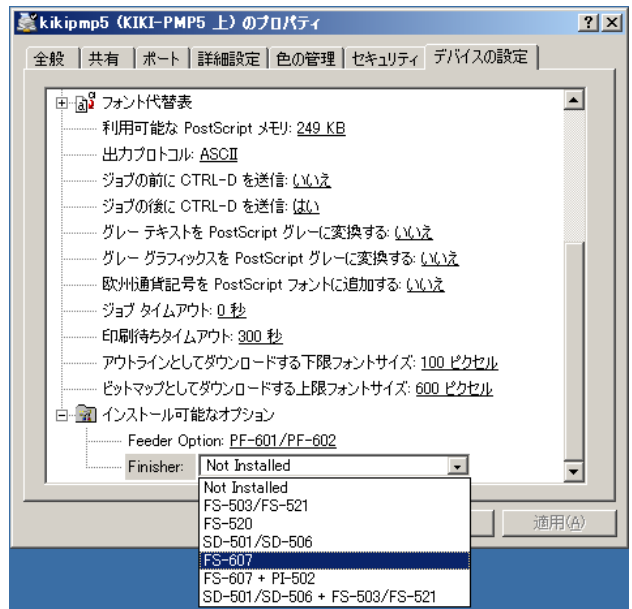 kikipmp5 (KIKI-PMP5 上) のプロパティ
全般 共有 ポート 詳細設定 色の管理 セキュリティ デバイスの設定
フォント代替表
利用可能な PostScript メモリ: 249 KB
出力プロトコル: ASCII
ジョブの前に CTRL-D を送信: いいえ
ジョブの後に CTRL-D を送信: はい
グレー テキストを PostScript グレーに変換する: いいえ
グレー グラフィックスを PostScript グレーに変換する: いいえ
欧州通貨記号を PostScript フォントに追加する: いいえ
ジョブ タイムアウト: 0 秒
印刷待ちタイムアウト: 300 秒
アウトラインとしてダウンロードする下限フォントサイズ: 100 ピクセル
ビットマップとしてダウンロードする上限フォントサイズ: 600 ピクセル
インストール可能なオプション
Feeder Option: PF-601/PF-602
Finisher: Not Installed
Not Installed
FS-503/FS-521
FS-520
SD-501/SD-506
FS-607
FS-607 + PI-502
SD-501/SD-506 + FS-503/FS-521
適用(A)